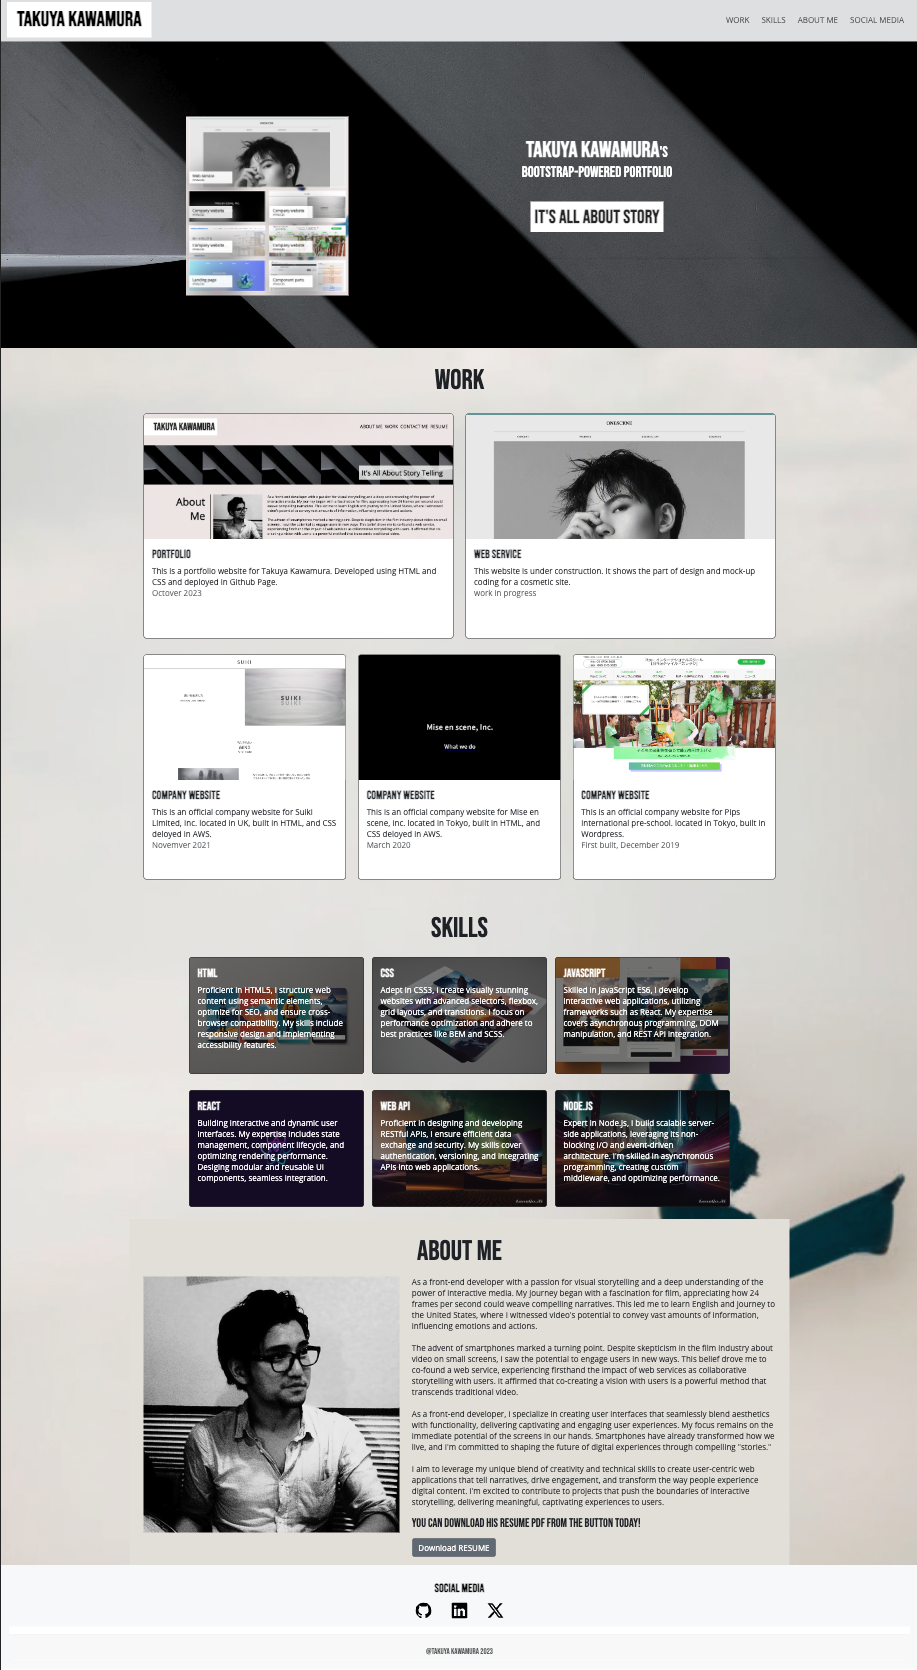 TAKUYA KAWAMURA
WORK SKILLS ABOUT ME SOCIAL MEDIA
Web service
Company website
Company website
Company website
Company website
Landing page
Component parts
TAKUYA KAWAMURA'S
BOOTSTRAP-POWERED PORTFOLIO
IT'S ALL ABOUT STORY
WORK
TAKUYA KAWAMURA
ABOUT ME WORK CONTACT ME RESUME
It's All About Story Telling
About
Me
PORTFOLIO
This is a portfolio website for Takuya Kawamura. Developed using HTML and
CSS and deployed in Github Page.
Octover 2023
ONESCENE
WEB SERVICE
This website is under construction. It shows the part of design and mock-up
coding for a cosmetic site.
work in progress
SUIKI
SUIKI
COMPANY WEBSITE
This is an official company website for Suiki
Limited, Inc. located in UK, built in HTML, and CSS
deloyed in AWS.
Novemver 2021
Mise en scene, Inc.
What we do
COMPANY WEBSITE
This is an official company website for Mise en
scene, Inc. located in Tokyo, built in HTML, and
CSS deloyed in AWS.
March 2020
COMPANY WEBSITE
This is an official company website for Pips
international pre-school. located in Tokyo, built in
Wordpress.
First built, December 2019
SKILLS
HTML
Proficient in HTML5, I structure web
content using semantic elements,
optimize for SEO, and ensure cross-
browser compatibility. My skills include
responsive design and implementing
accessibility features.
CSS
Adept in CSS3, I create visually stunning
websites with advanced selectors, flexbox,
grid layouts, and transitions. I focus on
performance optimization and adhere to
best practices like BEM and SCSS.
JAVASCRIPT
Skilled in JavaScript ES6, I develop
interactive web applications, utilizing
frameworks such as React. My expertise
covers asynchronous programming, DOM
manipulation, and REST API integration.
REACT
Building interactive and dynamic user
interfaces. My expertise includes state
management, component lifecycle, and
optimizing rendering performance.
Desiging modular and reusable UI
components, seamless integration.
WEB API
Proficient in designing and developing
RESTful APIs, I ensure efficient data
exchange and security. My skills cover
authentication, versioning, and integrating
APIs into web applications.
NODE.JS
Expert in Node.js, I build scalable server-
side applications, leveraging its non-
blocking I/O and event-driven
architecture. I'm skilled in asynchronous
programming, creating custom
middleware, and optimizing performance.
ABOUT ME
As a front-end developer with a passion for visual storytelling and a deep understanding of the
power of interactive media. My journey began with a fascination for film, appreciating how 24
frames per second could weave compelling narratives. This led me to learn English and journey to
the United States, where I witnessed video's potential to convey vast amounts of information,
influencing emotions and actions.
The advent of smartphones marked a turning point. Despite skepticism in the film industry about
video on small screens, I saw the potential to engage users in new ways. This belief drove me to
co-found a web service, experiencing firsthand the impact of web services as collaborative
storytelling with users. It affirmed that co-creating a vision with users is a powerful method that
transcends traditional video.
As a front-end developer, I specialize in creating user interfaces that seamlessly blend aesthetics
with functionality, delivering captivating and engaging user experiences. My focus remains on the
immediate potential of the screens in our hands. Smartphones have already transformed how we
live, and I'm committed to shaping the future of digital experiences through compelling "stories."
I aim to leverage my unique blend of creativity and technical skills to create user-centric web
applications that tell narratives, drive engagement, and transform the way people experience
digital content. I'm excited to contribute to projects that push the boundaries of interactive
storytelling, delivering meaningful, captivating experiences to users.
YOU CAN DOWNLOAD HIS RESUME PDF FROM THE BUTTON TODAY!
Download RESUME
SOCIAL MEDIA
@TAKUYA KAWAMURA 2023